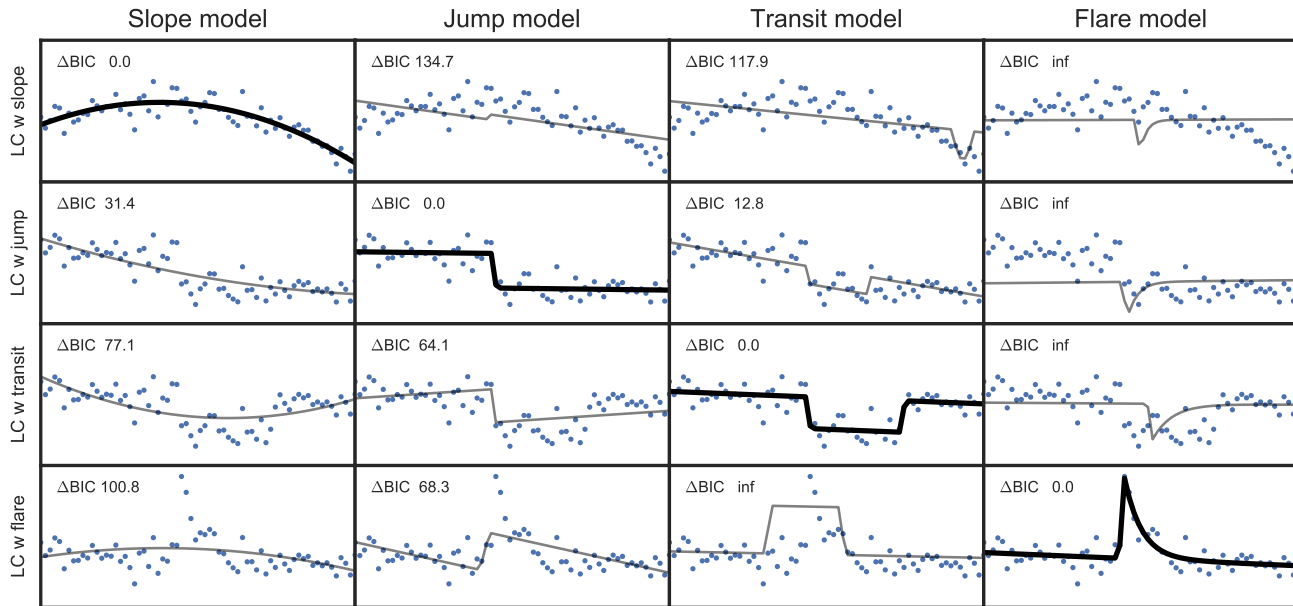 Slope model Jump model Transit model Flare model
LC w slope
ΔBIC 0.0 ΔBIC 134.7 ΔBIC 117.9 ΔBIC inf
LC w jump
ΔBIC 31.4 ΔBIC 0.0 ΔBIC 12.8 ΔBIC inf
LC w transit
ΔBIC 77.1 ΔBIC 64.1 ΔBIC 0.0 ΔBIC inf
LC w flare
ΔBIC 100.8 ΔBIC 68.3 ΔBIC inf ΔBIC 0.0